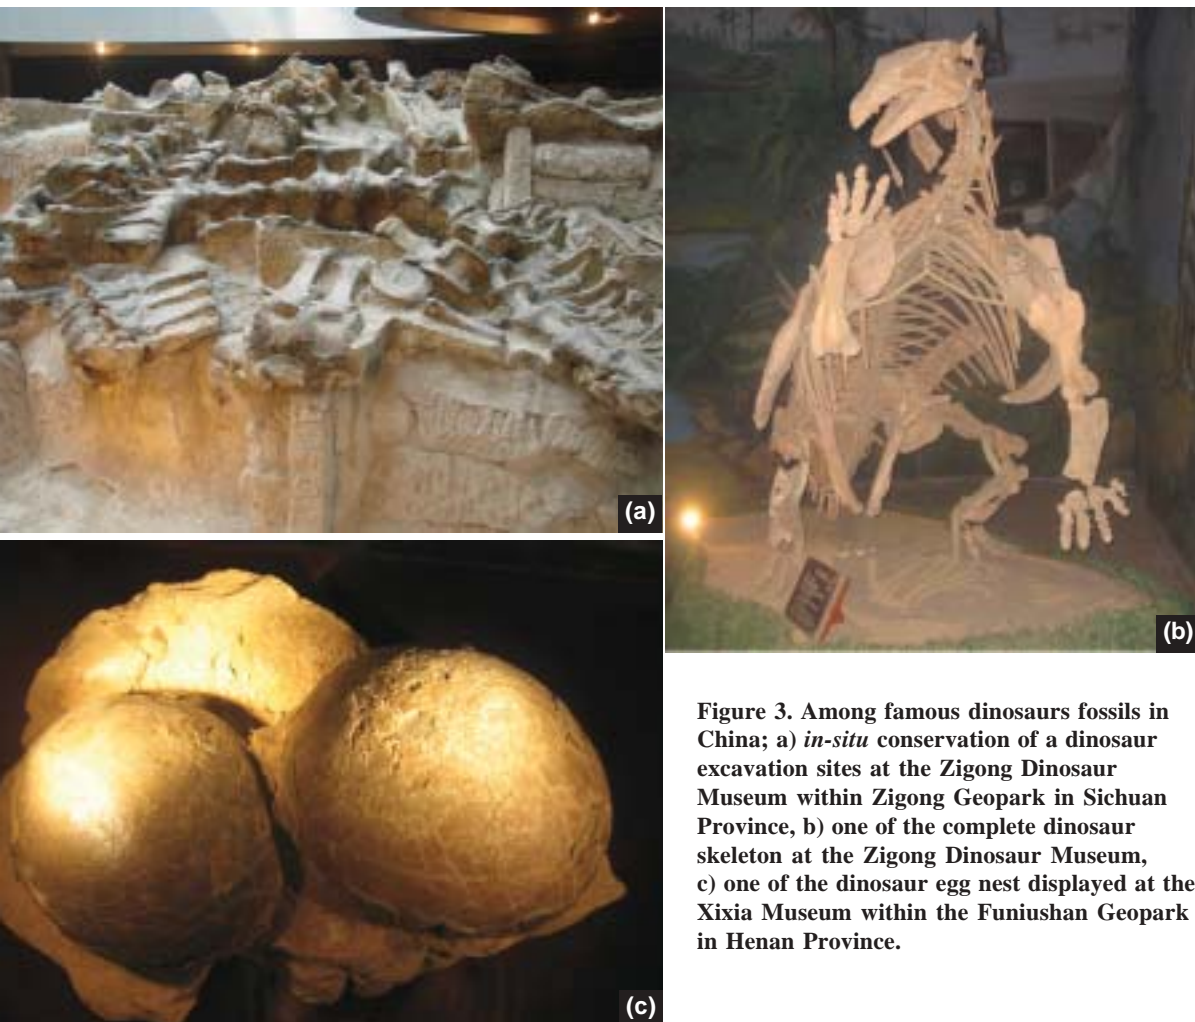 (a)
(b)
(c)
Figure 3. Among famous dinosaurs fossils in
China; a) in-situ conservation of a dinosaur
excavation sites at the Zigong Dinosaur
Museum within Zigong Geopark in Sichuan
Province, b) one of the complete dinosaur
skeleton at the Zigong Dinosaur Museum,
c) one of the dinosaur egg nest displayed at the
Xixia Museum within the Funiushan Geopark
in Henan Province.